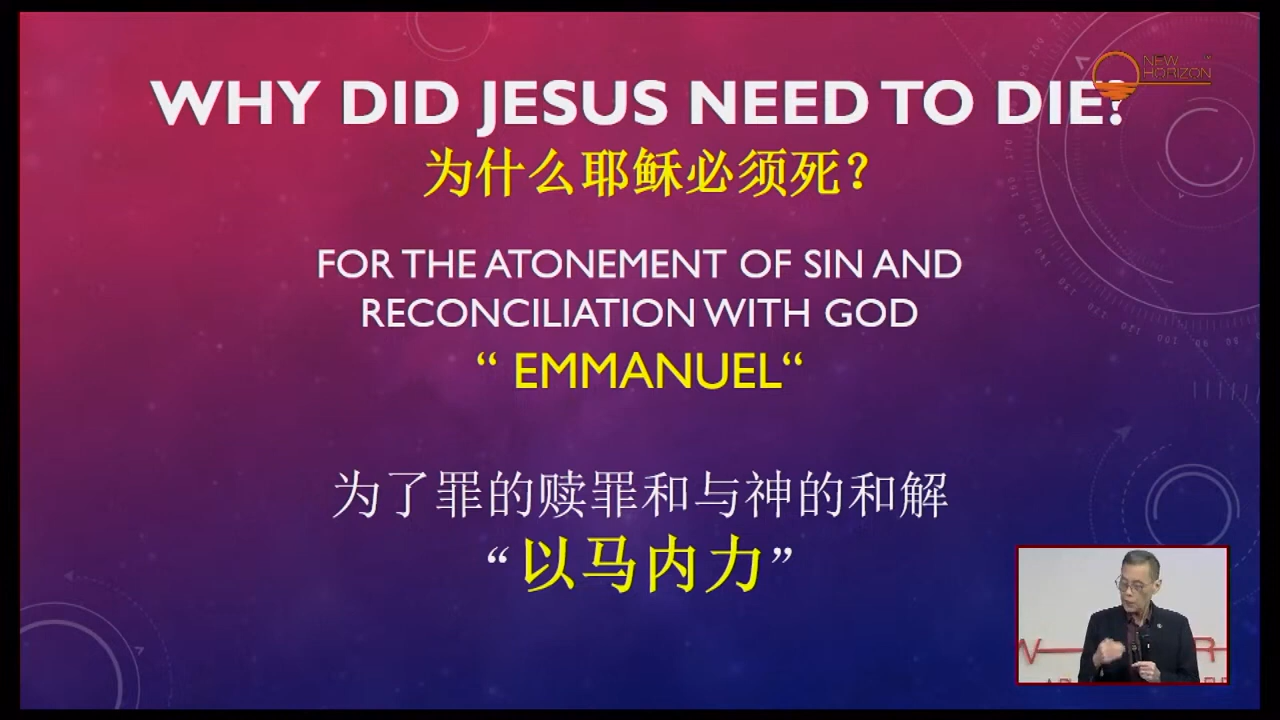 NEW
HORIZON
WHY DID JESUS NEED TO DIE?
为什么耶稣必须死？
FOR THE ATONEMENT OF SIN AND
RECONCILIATION WITH GOD
“ EMMANUEL“
为了罪的赎罪和与神的和解
“以马内力”